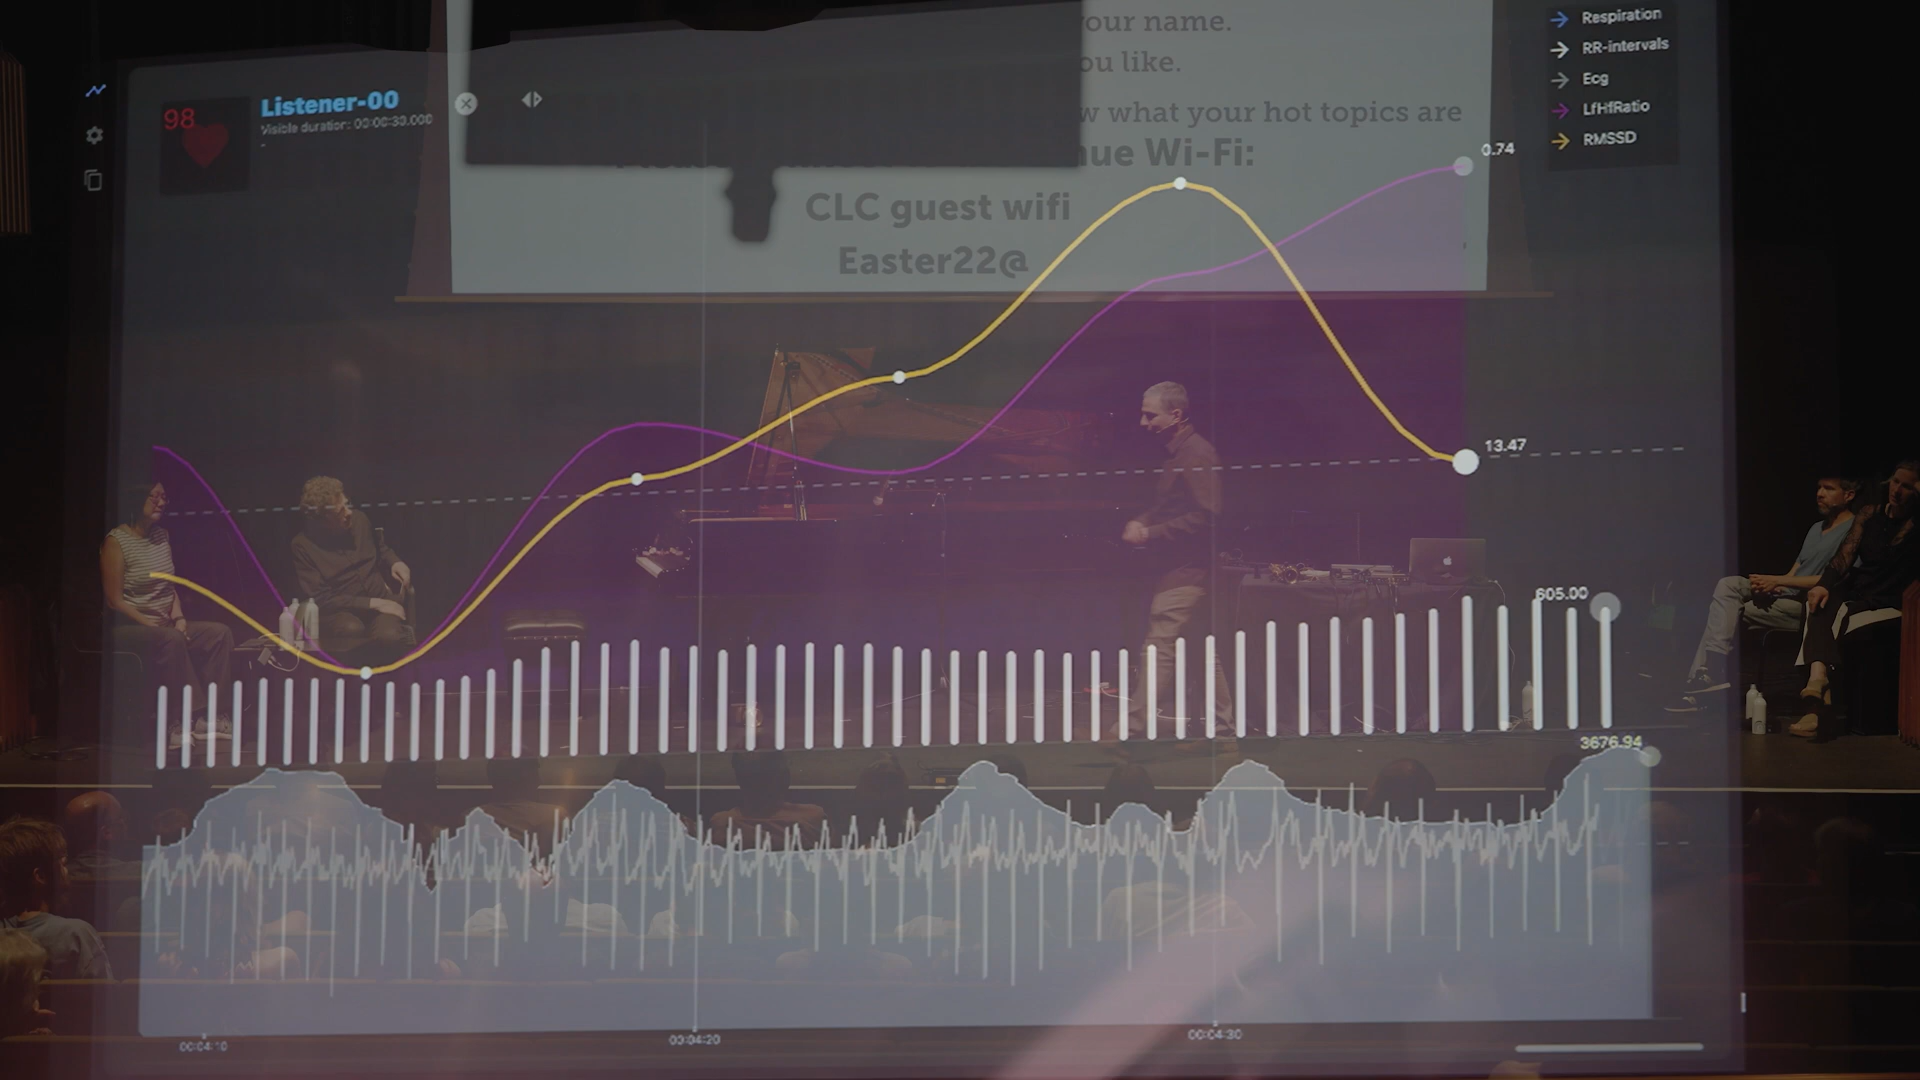 our name.
ou like.
w what your hot topics are
nue Wi-Fi:
CLC guest wifi
Easter22@
98
Listener-00
Visible duration: 00:00:30.000
Respiration
RR-intervals
Ecg
LfHfRatio
RMSSD
0.74
13.47
605.00
3676.94
00:04:10
00:04:20
00:04:30